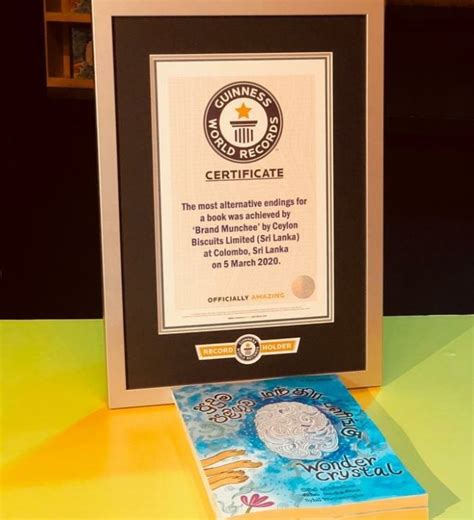 GUINNESS
WORLD RECORDS
CERTIFICATE
The most alternative endings for
a book was achieved by
‘Brand Munchee’ by Ceylon
Biscuits Limited (Sri Lanka)
at Colombo, Sri Lanka
on 5 March 2020.
OFFICIALLY AMAZING
RECORD HOLDER
wonder
crystal